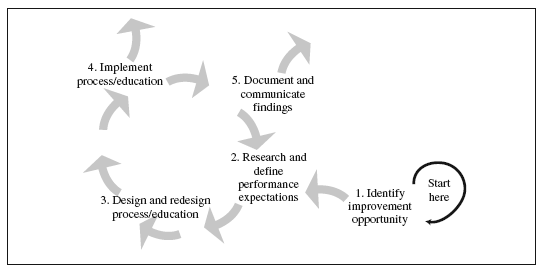 4. Implement
process/education
5. Document and
communicate
findings
2. Research and
define
performance
expectations
3. Design and redesign
process/education
1. Identify
improvement
opportunity
Start
here